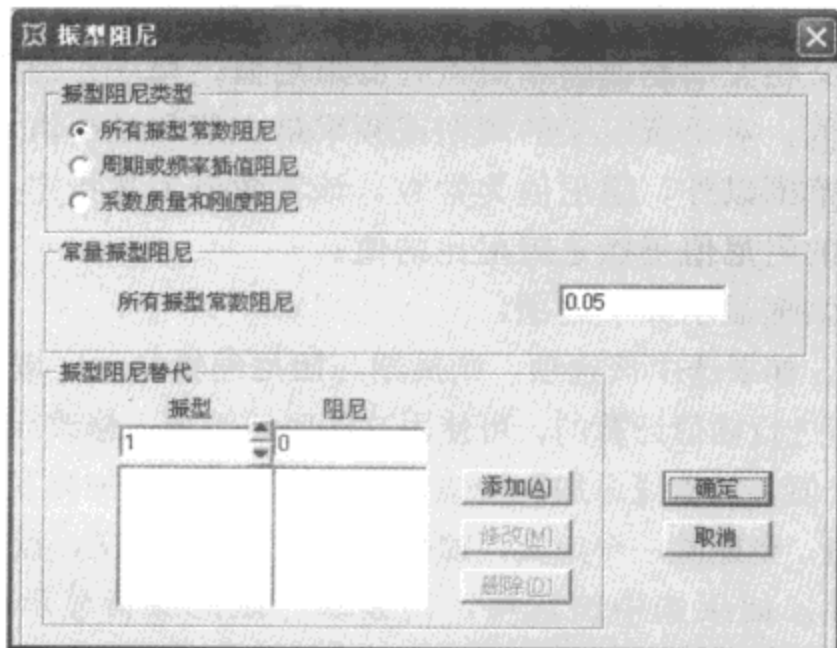 振型阻尼
振型阻尼类型
所有振型常数阻尼
周期或频率插值阻尼
系数质量和刚度阻尼
常量振型阻尼
所有振型常数阻尼
0.05
振型阻尼替代
振型 阻尼
1 0
添加(A)
修改(M)
删除(D)
确定
取消